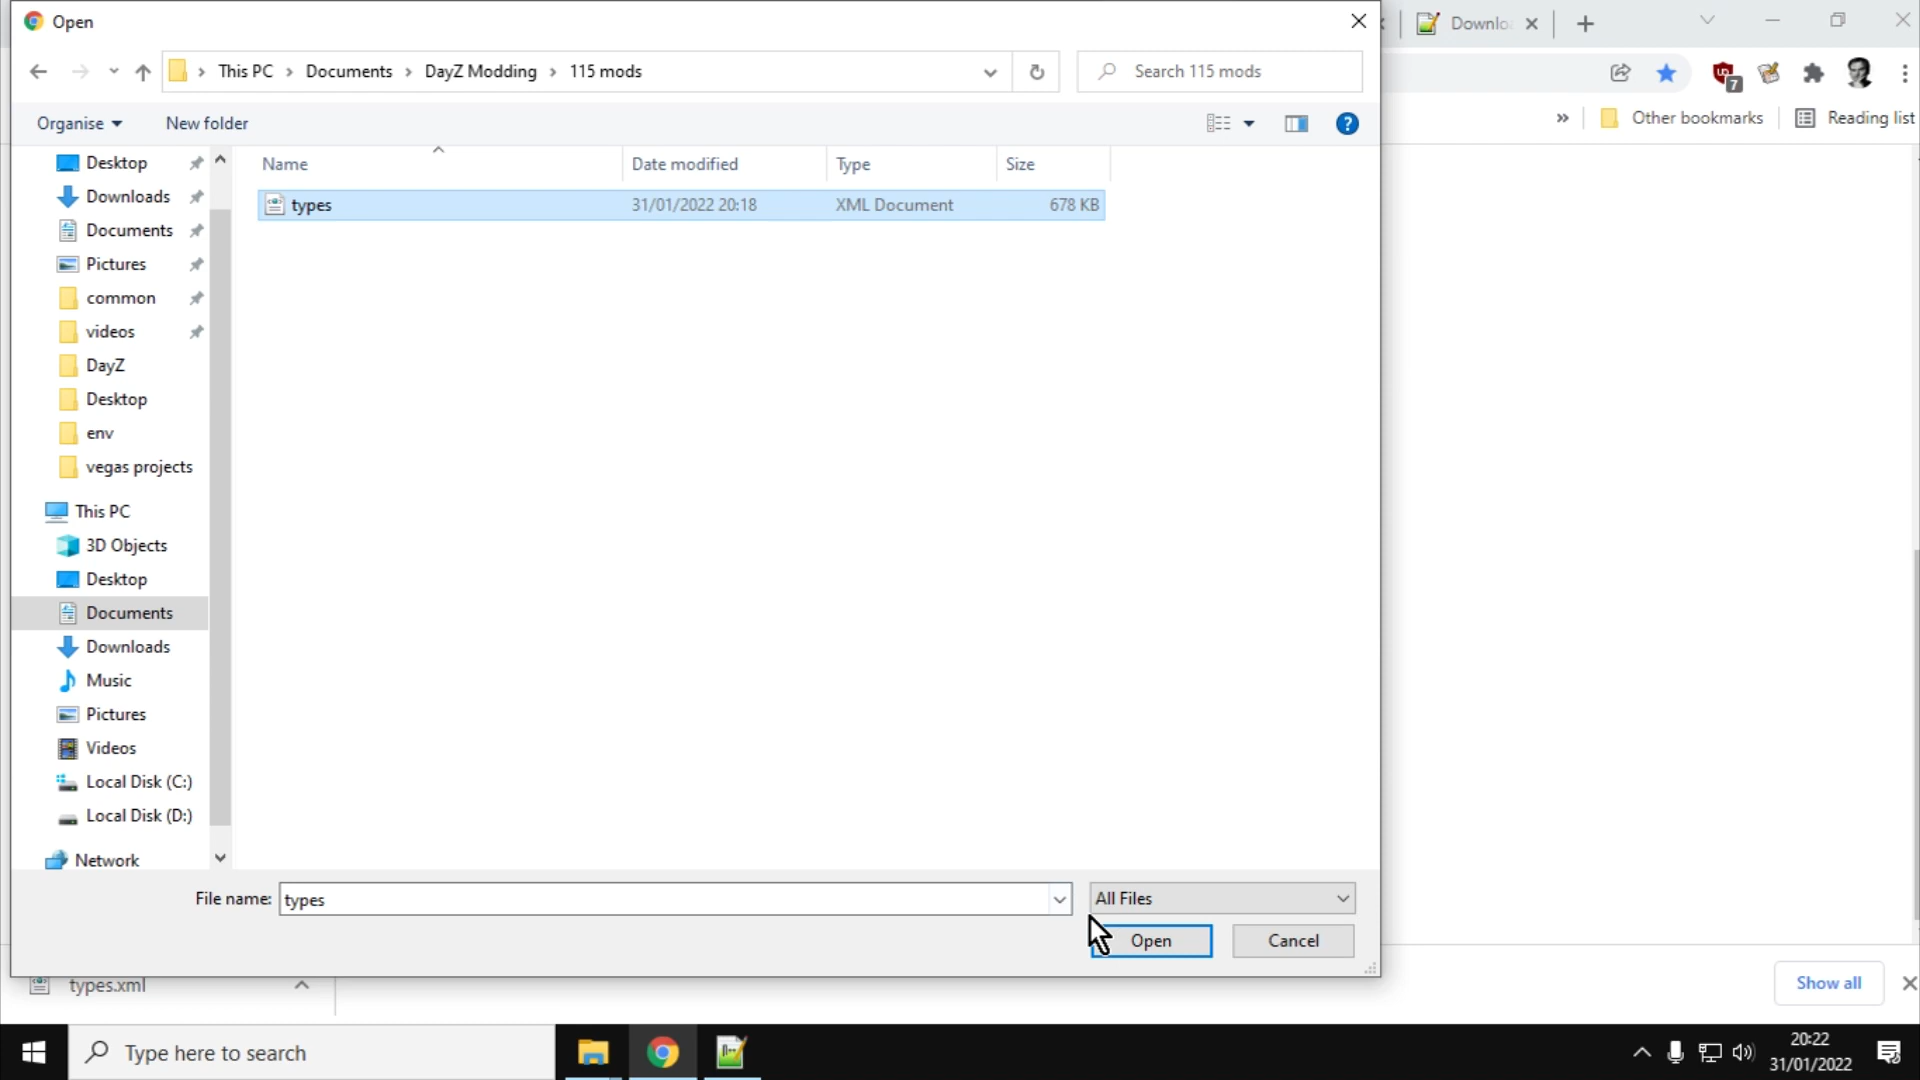 Open
Downlo
This PC > Documents > DayZ Modding > 115 mods
Search 115 mods
7
Organise
New folder
?
Other bookmarks
Reading list
Name
Date modified
Type
Size
types
31/01/2022 20:18
XML Document
678 KB
Desktop
Downloads
Documents
Pictures
common
videos
DayZ
Desktop
env
vegas projects
This PC
3D Objects
Desktop
Documents
Downloads
Music
Pictures
Videos
Local Disk (C:)
Local Disk (D:)
Network
File name:
types
All Files
Open
Cancel
types.xml
Show all
Type here to search
20:22
31/01/2022